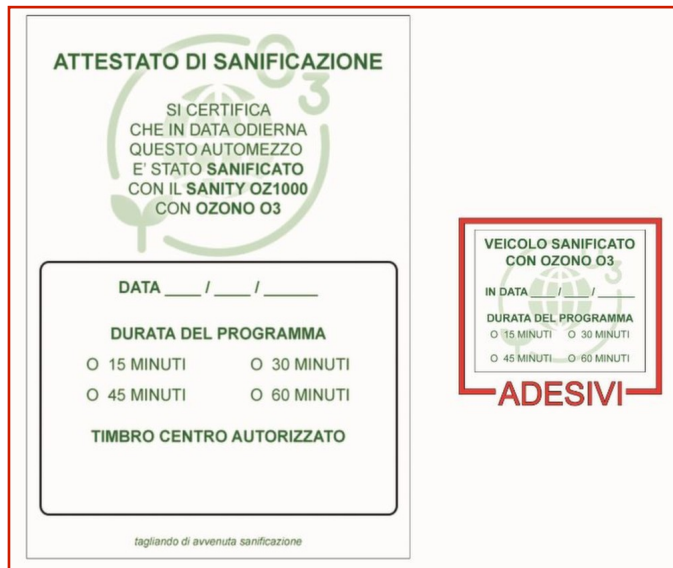 ATTESTATO DI SANIFICAZIONE
SI CERTIFICA
CHE IN DATA ODIERNA
QUESTO AUTOMEZZO
E' STATO SANIFICATO
CON IL SANITY OZ1000
CON OZONO O3
DATA ____ / ____ / ______
DURATA DEL PROGRAMMA
O 15 MINUTI O 30 MINUTI
O 45 MINUTI O 60 MINUTI
TIMBRO CENTRO AUTORIZZATO
tagliando di avvenuta sanificazione
VEICOLO SANIFICATO
CON OZONO O3
IN DATA ____ / ____ / ______
DURATA DEL PROGRAMMA
O 15 MINUTI O 30 MINUTI
O 45 MINUTI O 60 MINUTI
ADESIVI
O3
O3